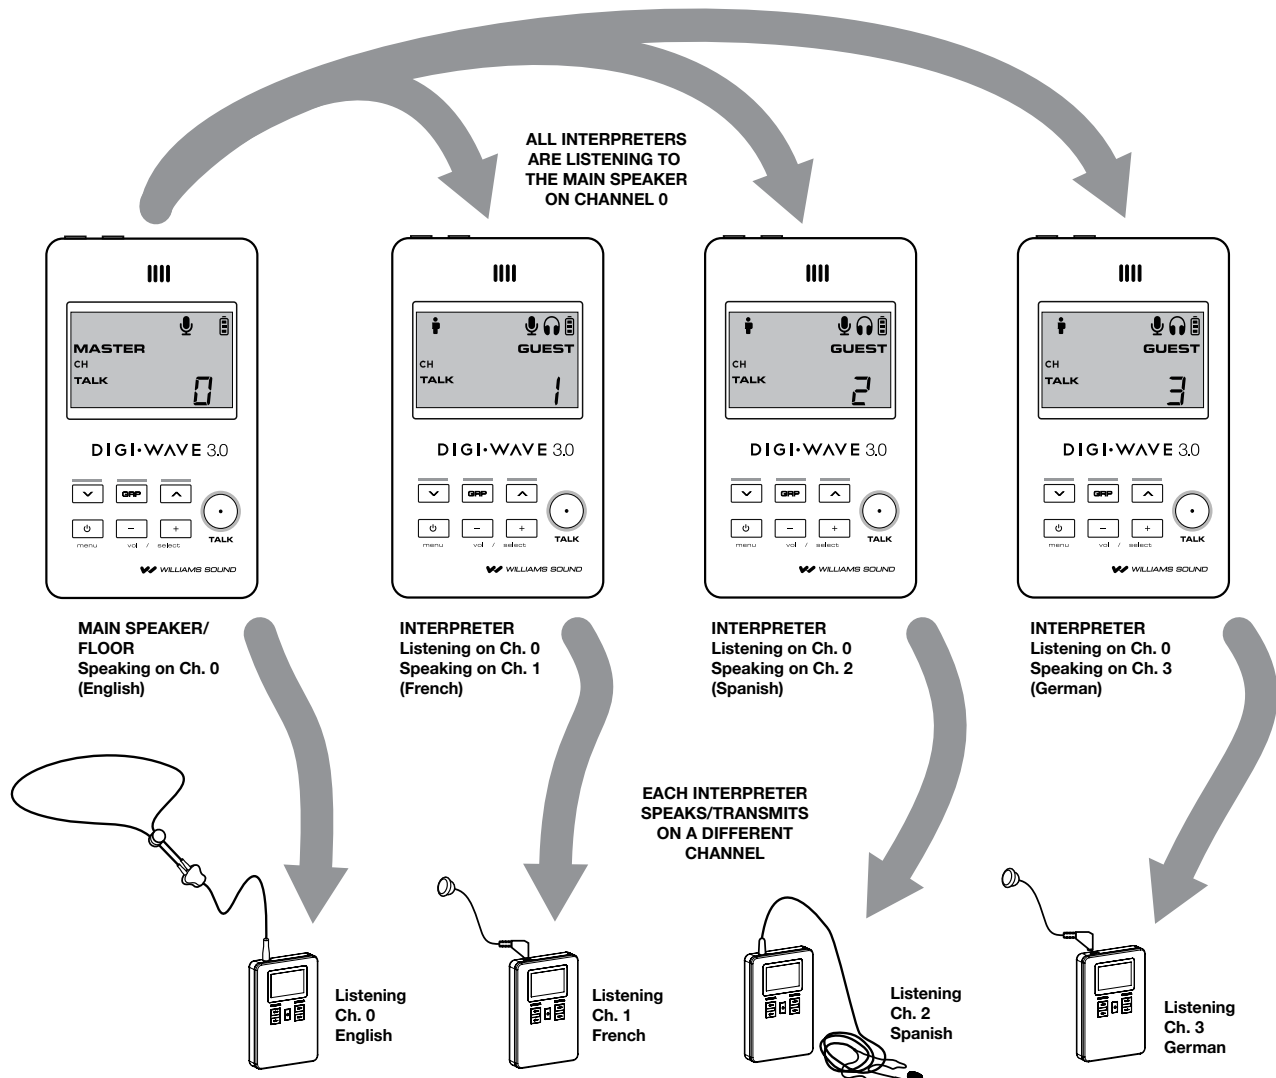 ALL INTERPRETERS
ARE LISTENING TO
THE MAIN SPEAKER
ON CHANNEL 0
MASTER
CH
TALK
0
DIGI•WAVE 3.0
GRP
menu
vol / select
TALK
WILLIAMS SOUND
GUEST
CH
TALK
1
DIGI•WAVE 3.0
GRP
menu
vol / select
TALK
WILLIAMS SOUND
GUEST
CH
TALK
2
DIGI•WAVE 3.0
GRP
menu
vol / select
TALK
WILLIAMS SOUND
GUEST
CH
TALK
3
DIGI•WAVE 3.0
GRP
menu
vol / select
TALK
WILLIAMS SOUND
MAIN SPEAKER/
FLOOR
Speaking on Ch. 0
(English)
INTERPRETER
Listening on Ch. 0
Speaking on Ch. 1
(French)
INTERPRETER
Listening on Ch. 0
Speaking on Ch. 2
(Spanish)
INTERPRETER
Listening on Ch. 0
Speaking on Ch. 3
(German)
EACH INTERPRETER
SPEAKS/TRANSMITS
ON A DIFFERENT
CHANNEL
Listening
Ch. 0
English
Listening
Ch. 1
French
Listening
Ch. 2
Spanish
Listening
Ch. 3
German